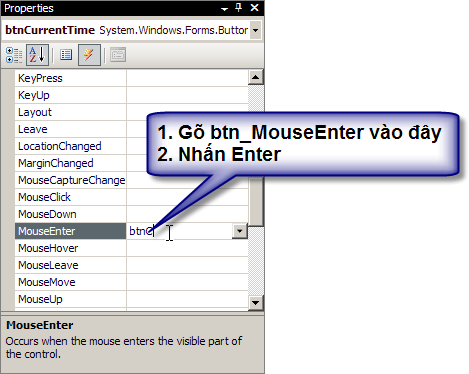 Properties
btnCurrentTime System.Windows.Forms.Buttor
KeyPress
KeyUp
Layout
Leave
LocationChanged
MarginChanged
MouseCaptureChange
MouseClick
MouseDown
MouseEnter btnC
MouseHover
MouseLeave
MouseMove
MouseUp
1. Gõ btn_MouseEnter vào đây
2. Nhấn Enter
MouseEnter
Occurs when the mouse enters the visible part
of the control.